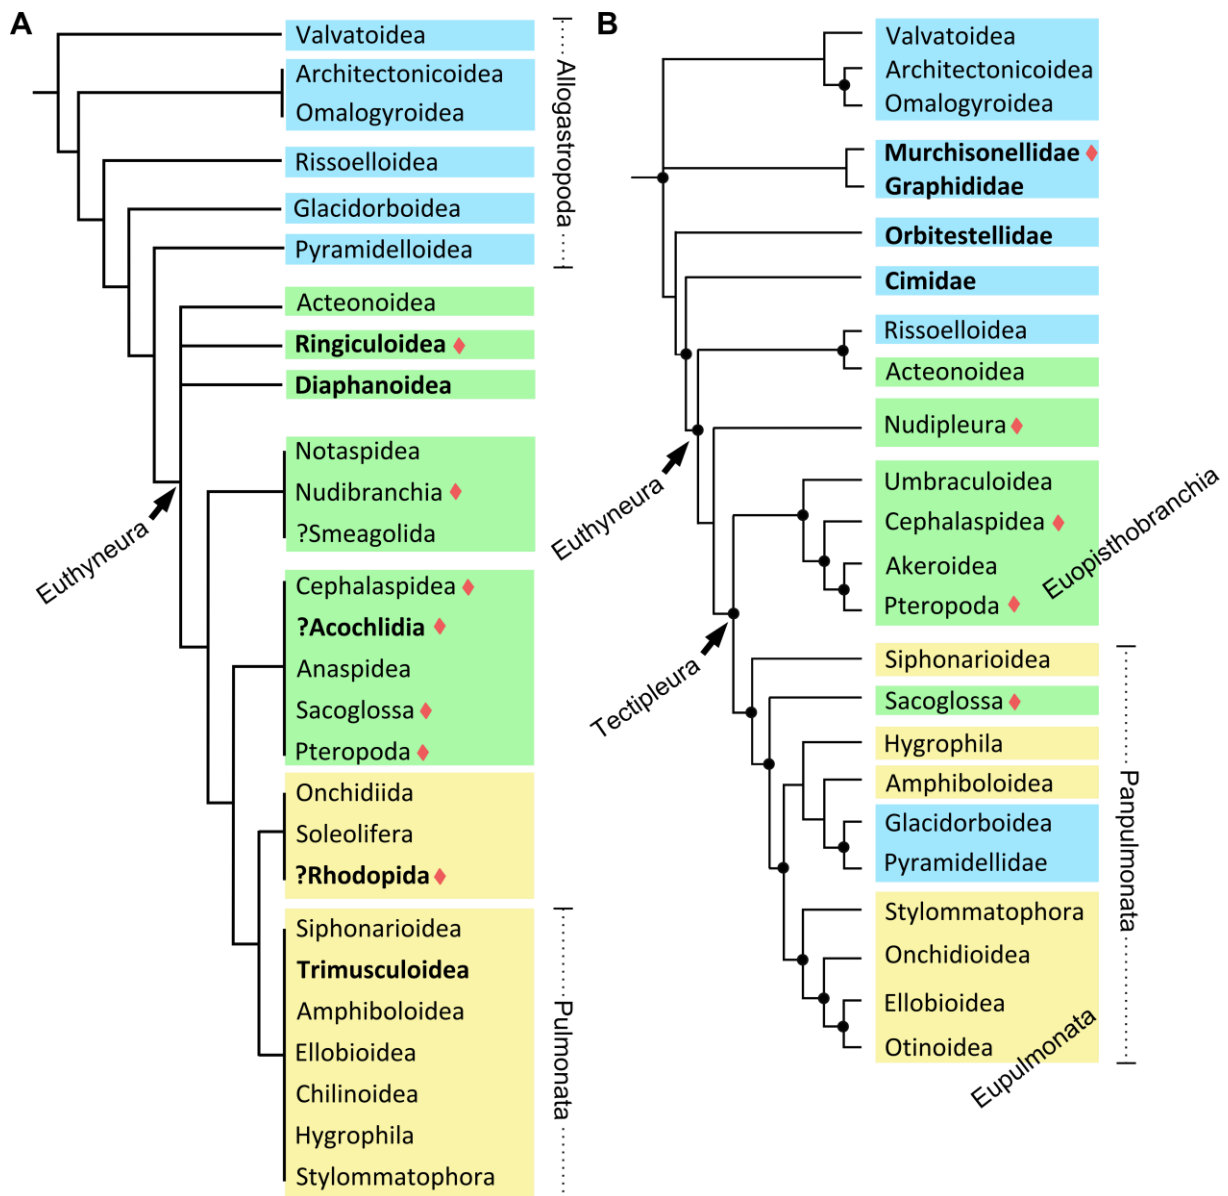 A
Valvatoidea
Architectonicoidea
Omalogyroidea
Rissoelloidea
Glacidorboidea
Pyramidelloidea
Allogastropoda
Acteonoidea
Ringiculoidea
Diaphanoidea
Euthyneura
Notaspidea
Nudibranchia
?Smeagolida
Cephalaspidea
?Acochlidia
Anaspidea
Sacoglossa
Pteropoda
Onchidiida
Soleolifera
?Rhodopida
Siphonarioidea
Trimusculoidea
Amphiboloidea
Ellobioidea
Chilinoidea
Hygrophila
Stylommatophora
Pulmonata
B
Valvatoidea
Architectonicoidea
Omalogyroidea
Murchisonellidae
Graphididae
Orbitestellidae
Cimidae
Rissoelloidea
Acteonoidea
Euthyneura
Nudipleura
Umbraculoidea
Cephalaspidea
Akeroidea
Pteropoda
Euopisthobranchia
Tectipleura
Siphonarioidea
Sacoglossa
Hygrophila
Amphiboloidea
Glacidorboidea
Pyramidellidae
Stylommatophora
Onchidioidea
Ellobioidea
Otinoidea
Eupulmonata
Panpulmonata